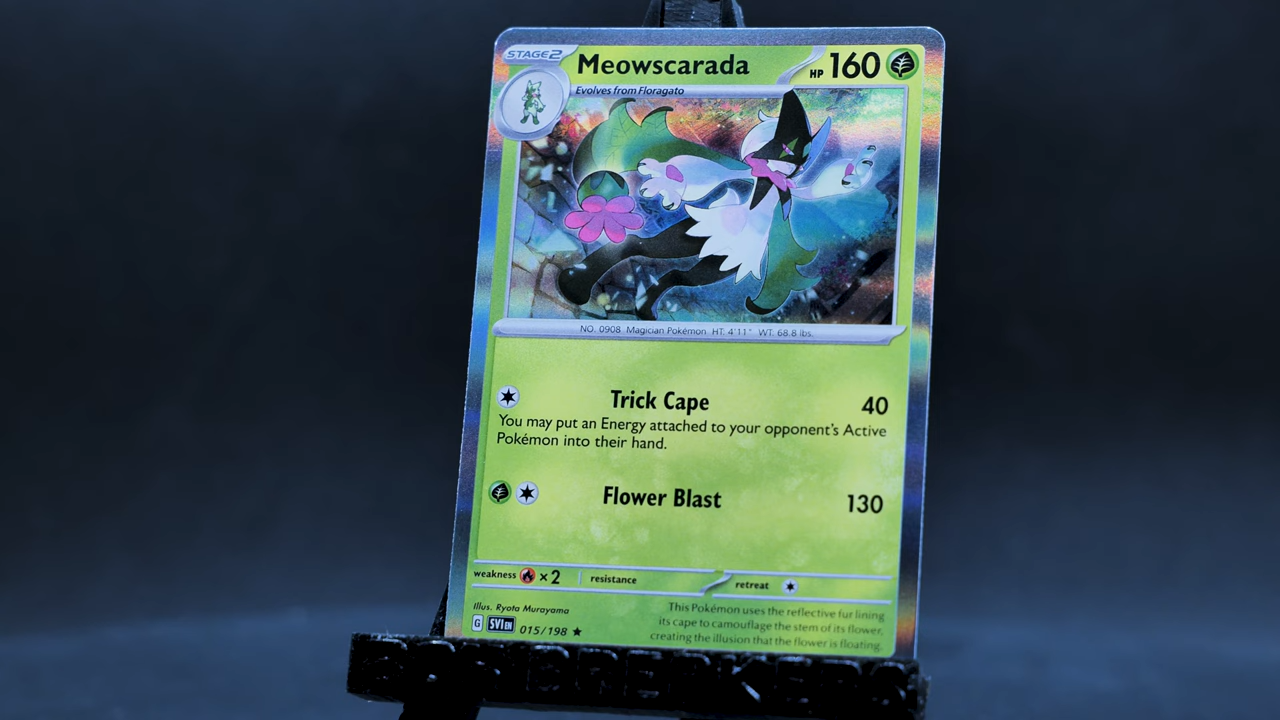 STAGE2
Meowscarada
HP 160
Evolves from Floragato
NO. 0908 Magician Pokémon HT: 4'11" WT: 68.8 lbs.
Trick Cape 40
You may put an Energy attached to your opponent's Active
Pokémon into their hand.
Flower Blast 130
weakness ×2 resistance retreat
Illus. Ryota Murayama
G SVI EN 015/198
This Pokémon uses the reflective fur lining
its cape to camouflage the stem of its flower,
creating the illusion that the flower is floating.